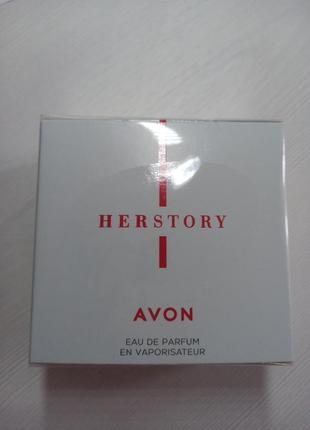 HERSTORY
AVON
EAU DE PARFUM
EN VAPORISATEUR